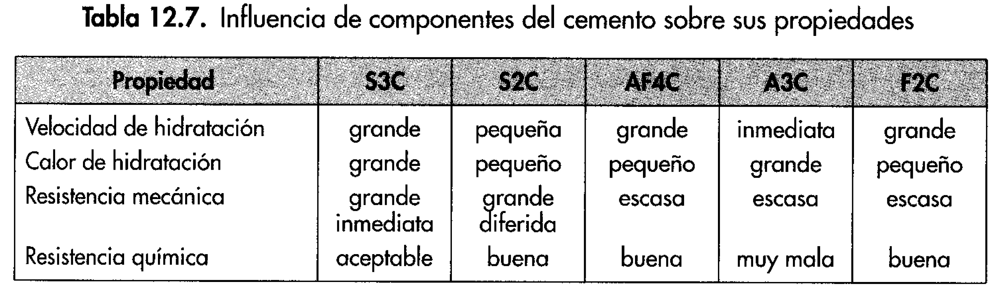 Tabla 12.7. Influencia de componentes del cemento sobre sus propiedades
Propiedad S3C S2C AF4C A3C F2C
Velocidad de hidratación grande pequeña grande inmediata grande
Calor de hidratación grande pequeño pequeño grande pequeño
Resistencia mecánica grande grande escasa escasa escasa
inmediata diferida
Resistencia química aceptable buena buena muy mala buena